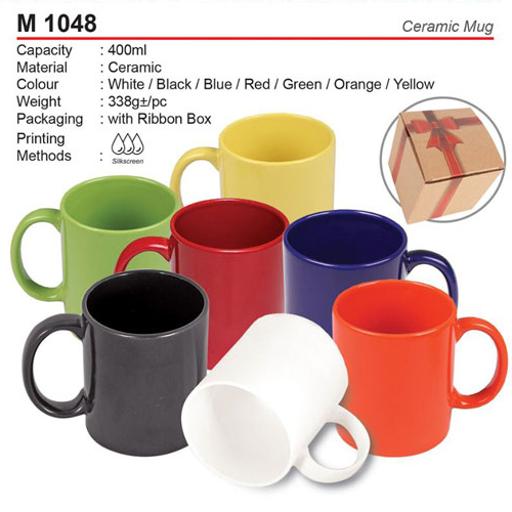 M 1048 Ceramic Mug
Capacity : 400ml
Material : Ceramic
Colour : White / Black / Blue / Red / Green / Orange / Yellow
Weight : 338g±/pc
Packaging : with Ribbon Box
Printing
Methods : Silkscreen